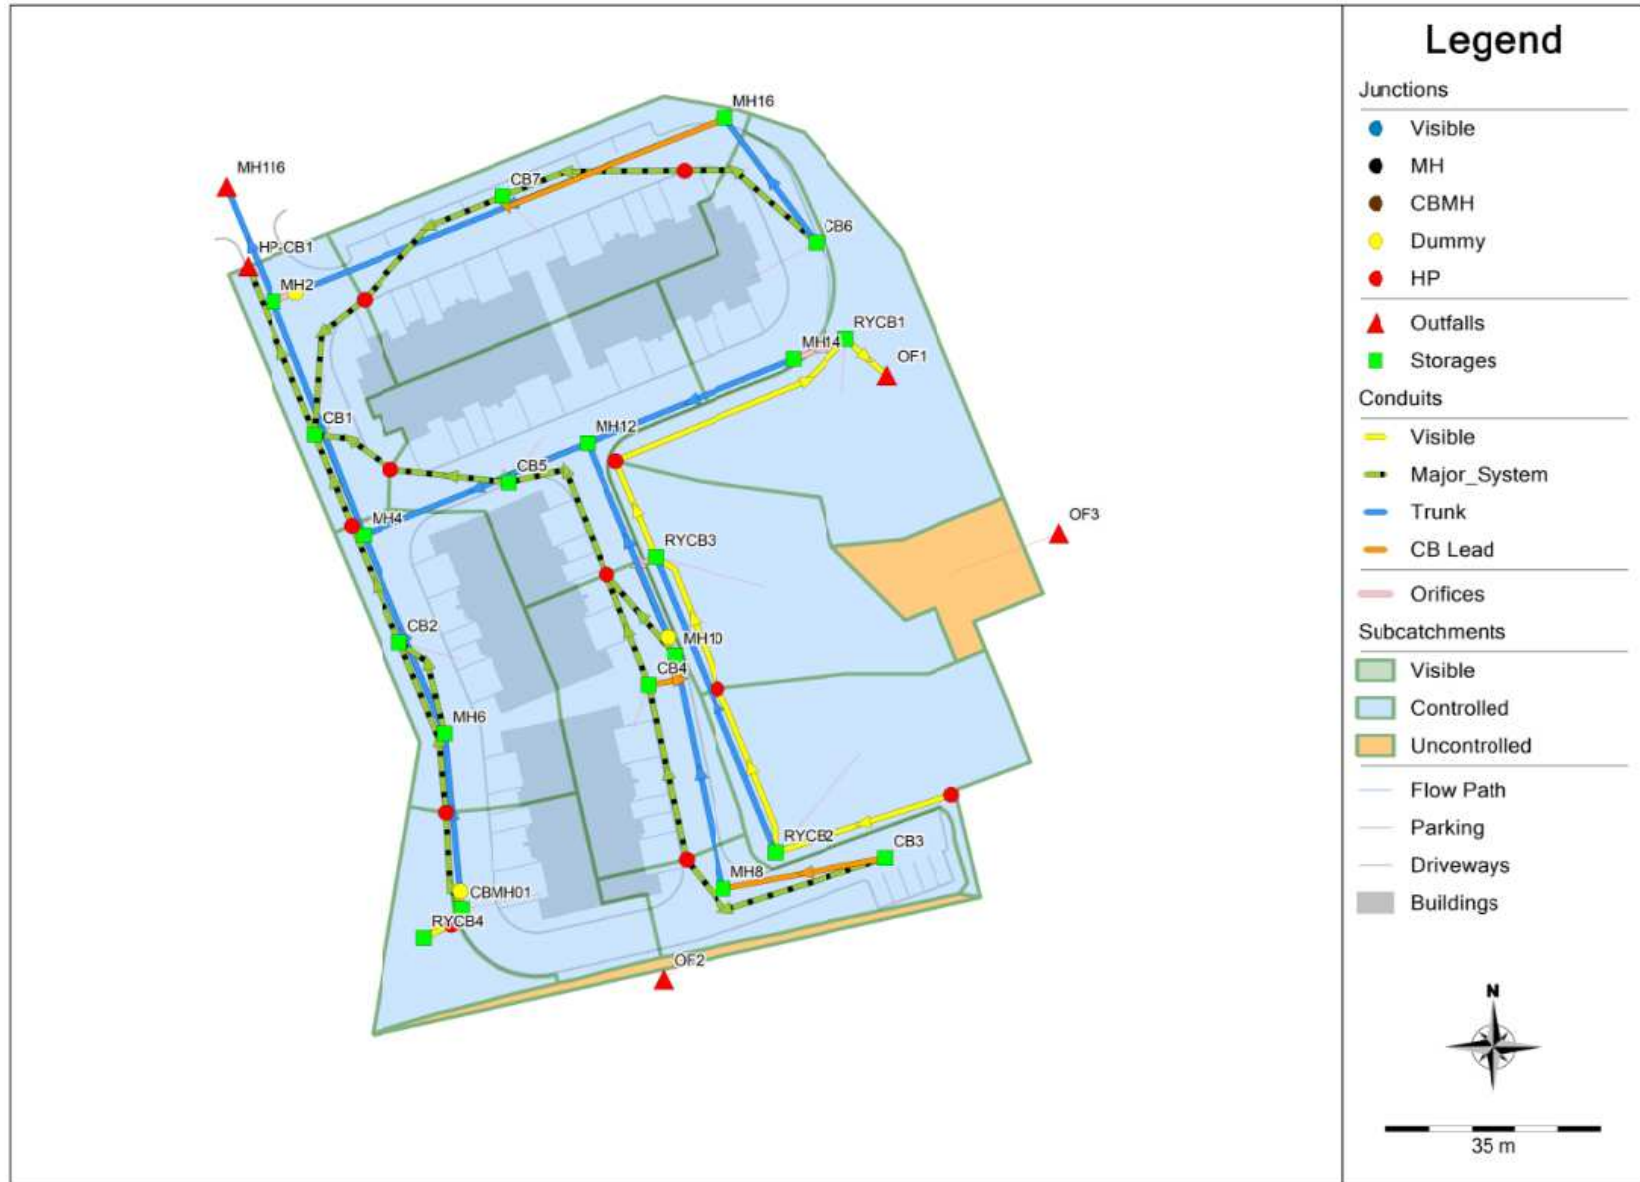 MH16
MH116
CB7
CB6
HP-CB1
MH2
RYCB1
MH14
OF1
CB1
MH12
CB5
MH4
OF3
RYCB3
CB2
MH10
CB4
MH6
RYCB2
CB3
MH8
CBMH01
RYCB4
OF2
Legend
Junctions
Visible
MH
CBMH
Dummy
HP
Outfalls
Storages
Conduits
Visible
Major_System
Trunk
CB Lead
Orifices
Subcatchments
Visible
Controlled
Uncontrolled
Flow Path
Parking
Driveways
Buildings
N
35 m